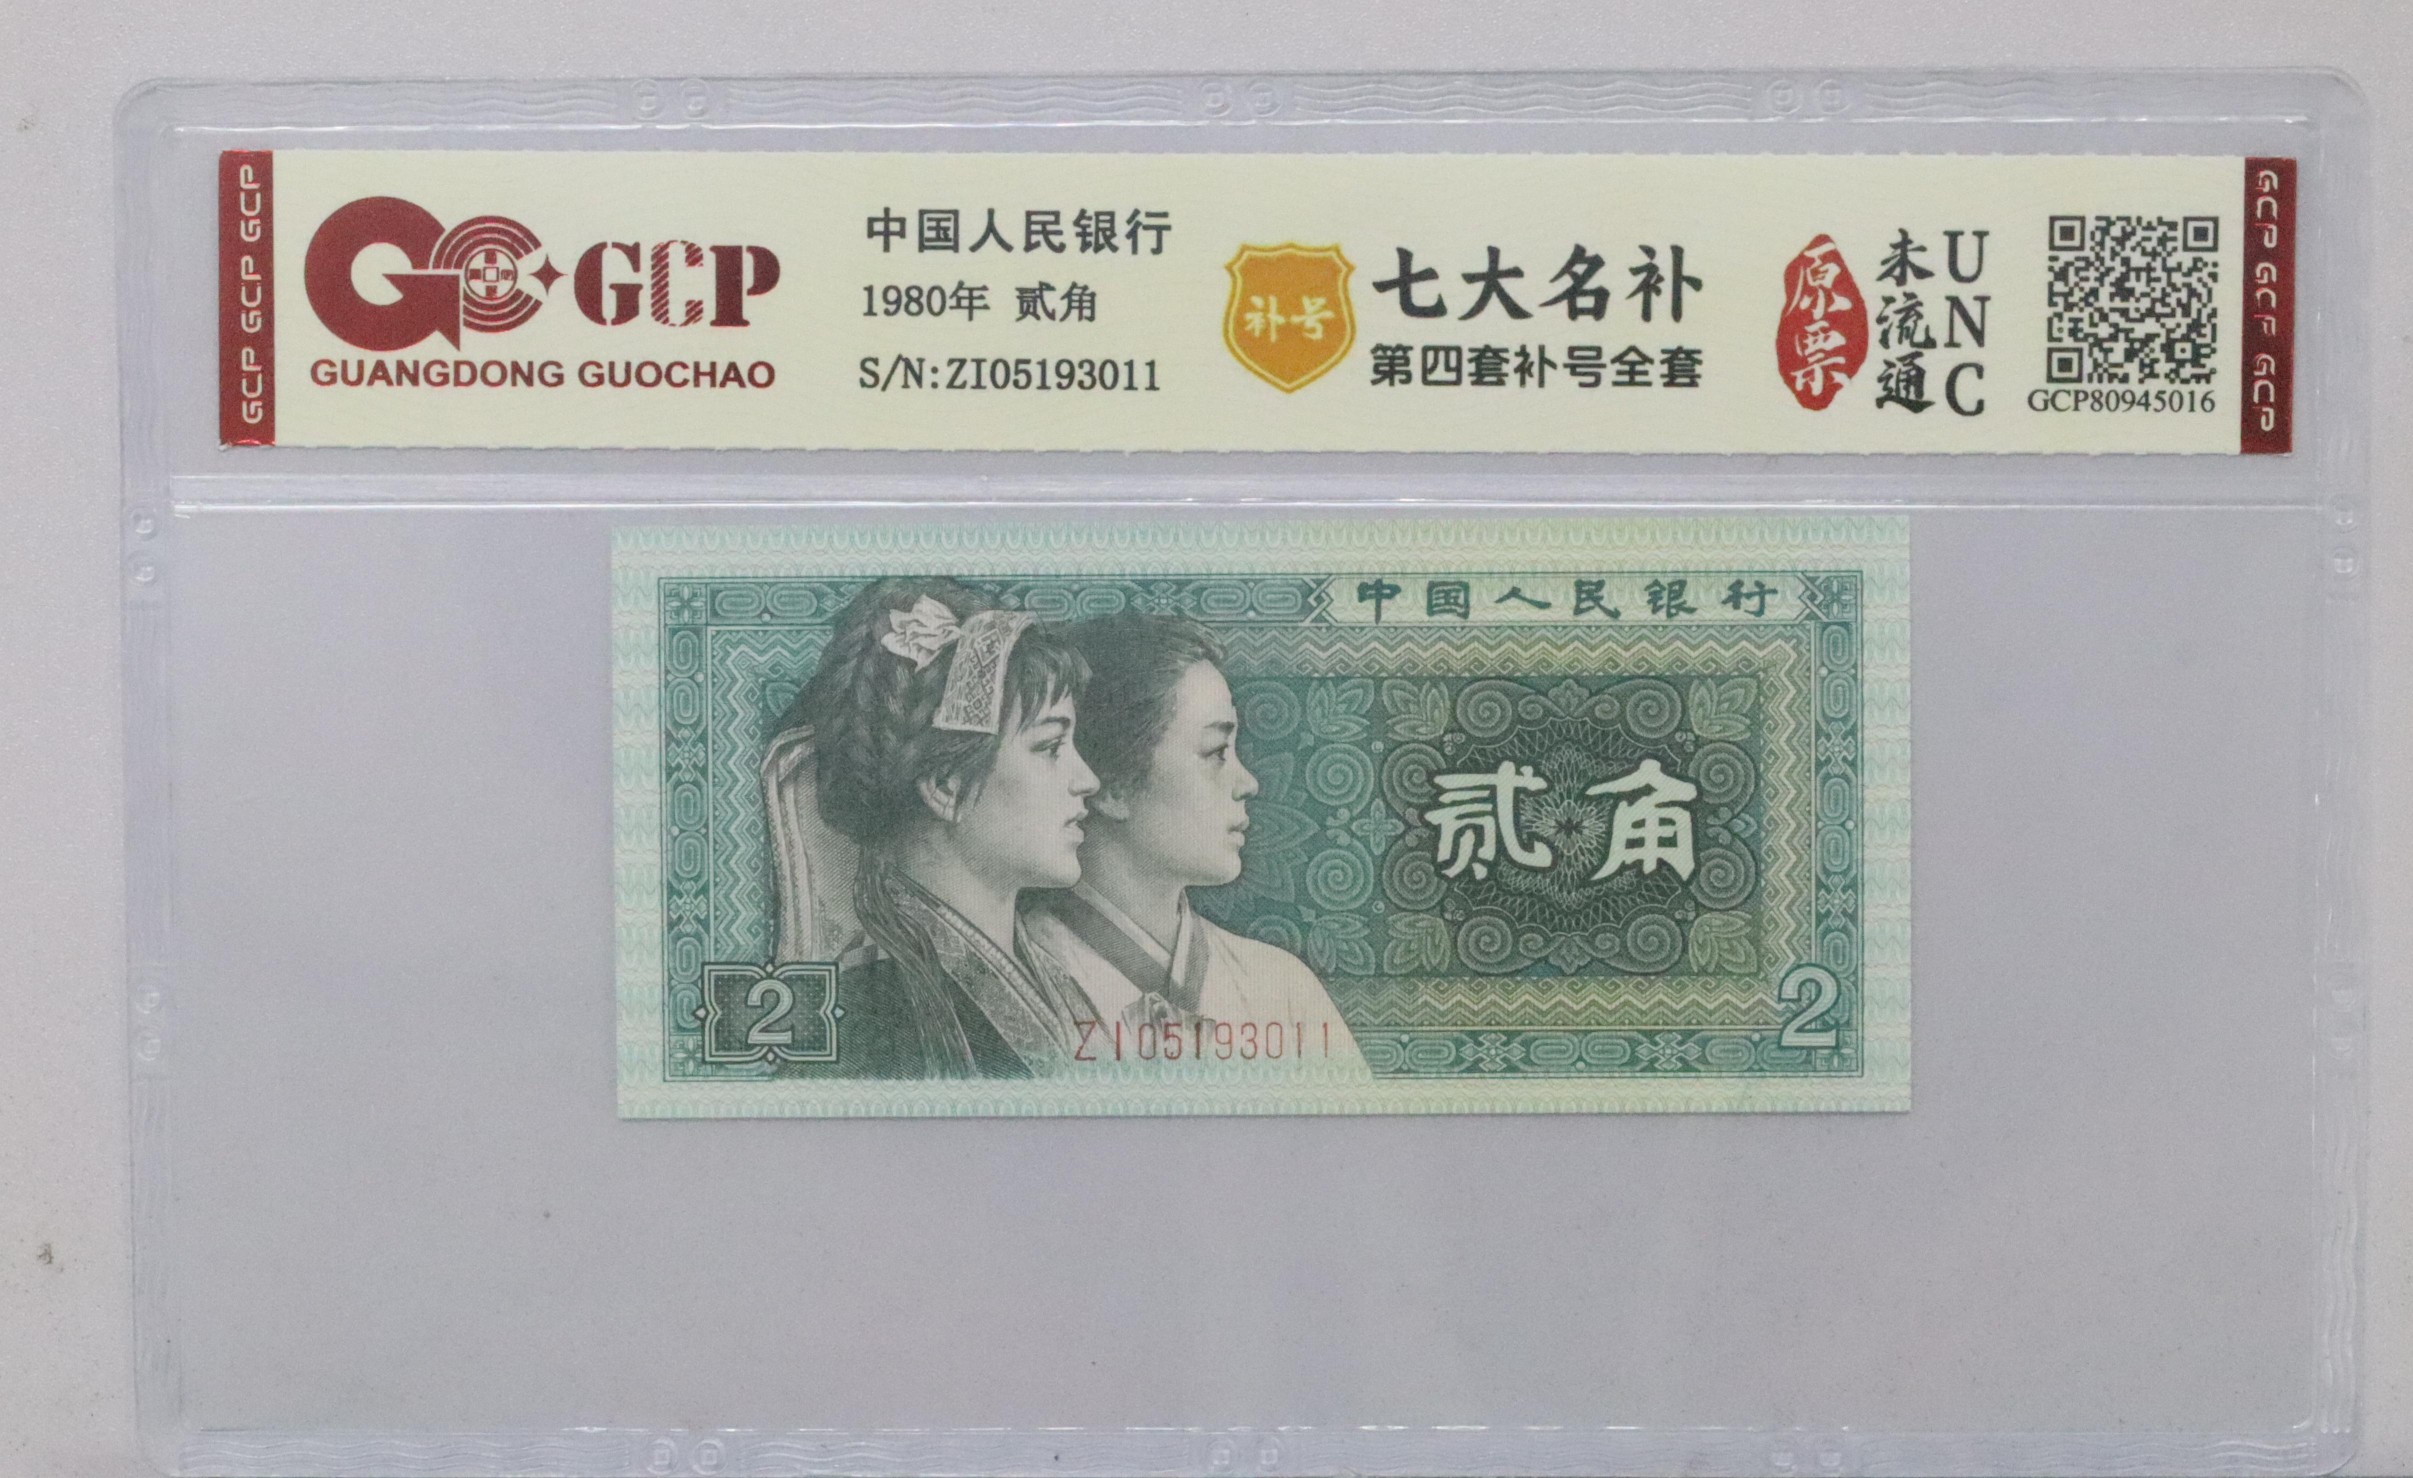 GCP GCP GCP
GCP
GUANGDONG GUOCHAO
中国人民银行
1980年 贰角
S/N:ZI05193011
补号
七大名补
第四套补号全套
原票
未流通
UNC
GCP80945016
GCP GCP GCP
中国人民银行
贰角
2
ZI05193011
2